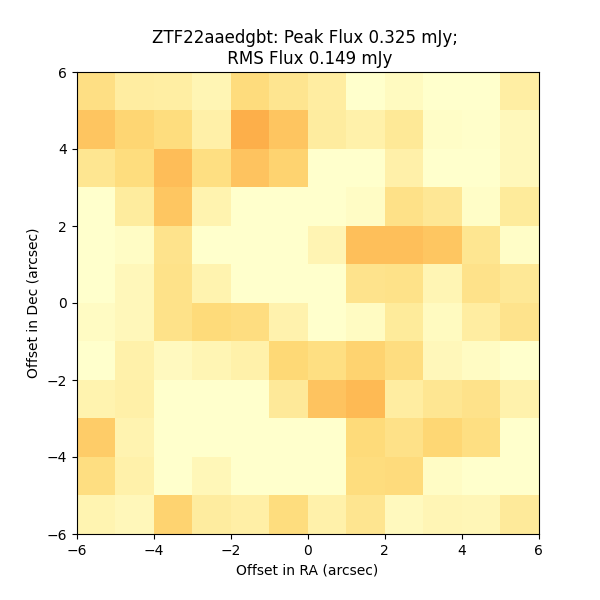 ZTF22aaedgbt: Peak Flux 0.325 mJy;
RMS Flux 0.149 mJy
6
4
2
0
−2
−4
−6
Offset in Dec (arcsec)
−6 −4 −2 0 2 4 6
Offset in RA (arcsec)